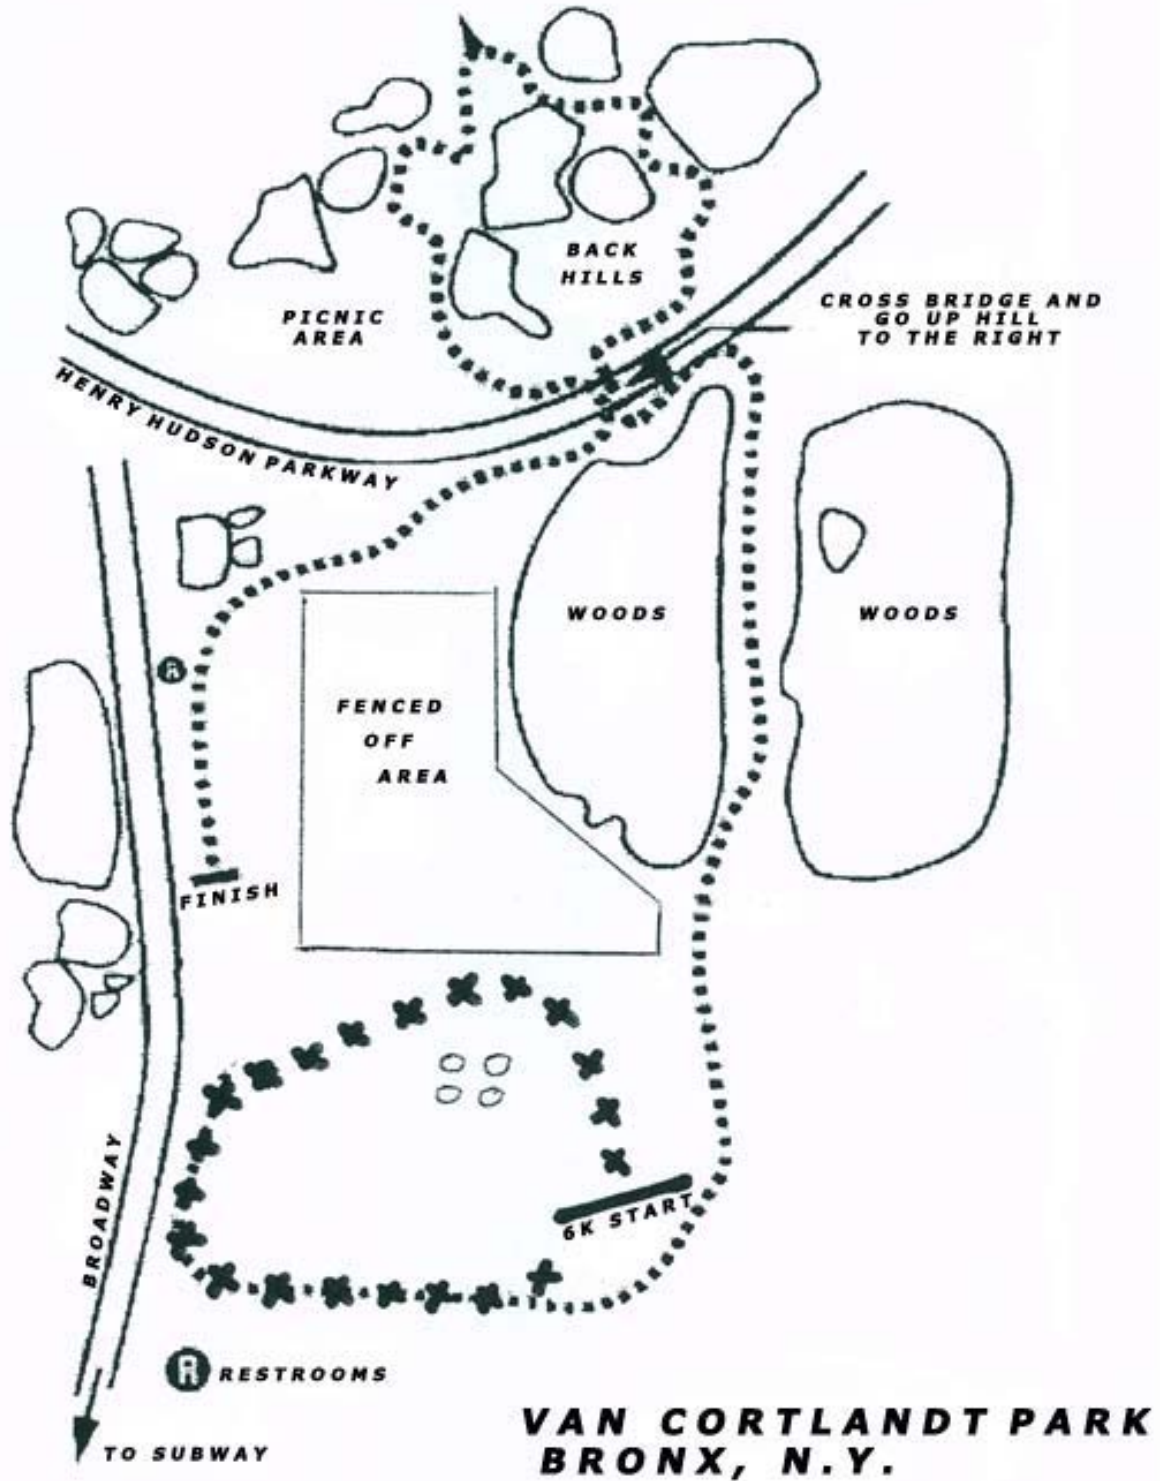 BACK
HILLS
PICNIC
AREA
CROSS BRIDGE AND
GO UP HILL
TO THE RIGHT
HENRY HUDSON PARKWAY
WOODS
WOODS
R
FENCED
OFF
AREA
FINISH
6K START
BROADWAY
R RESTROOMS
TO SUBWAY
VAN CORTLANDT PARK
BRONX, N.Y.